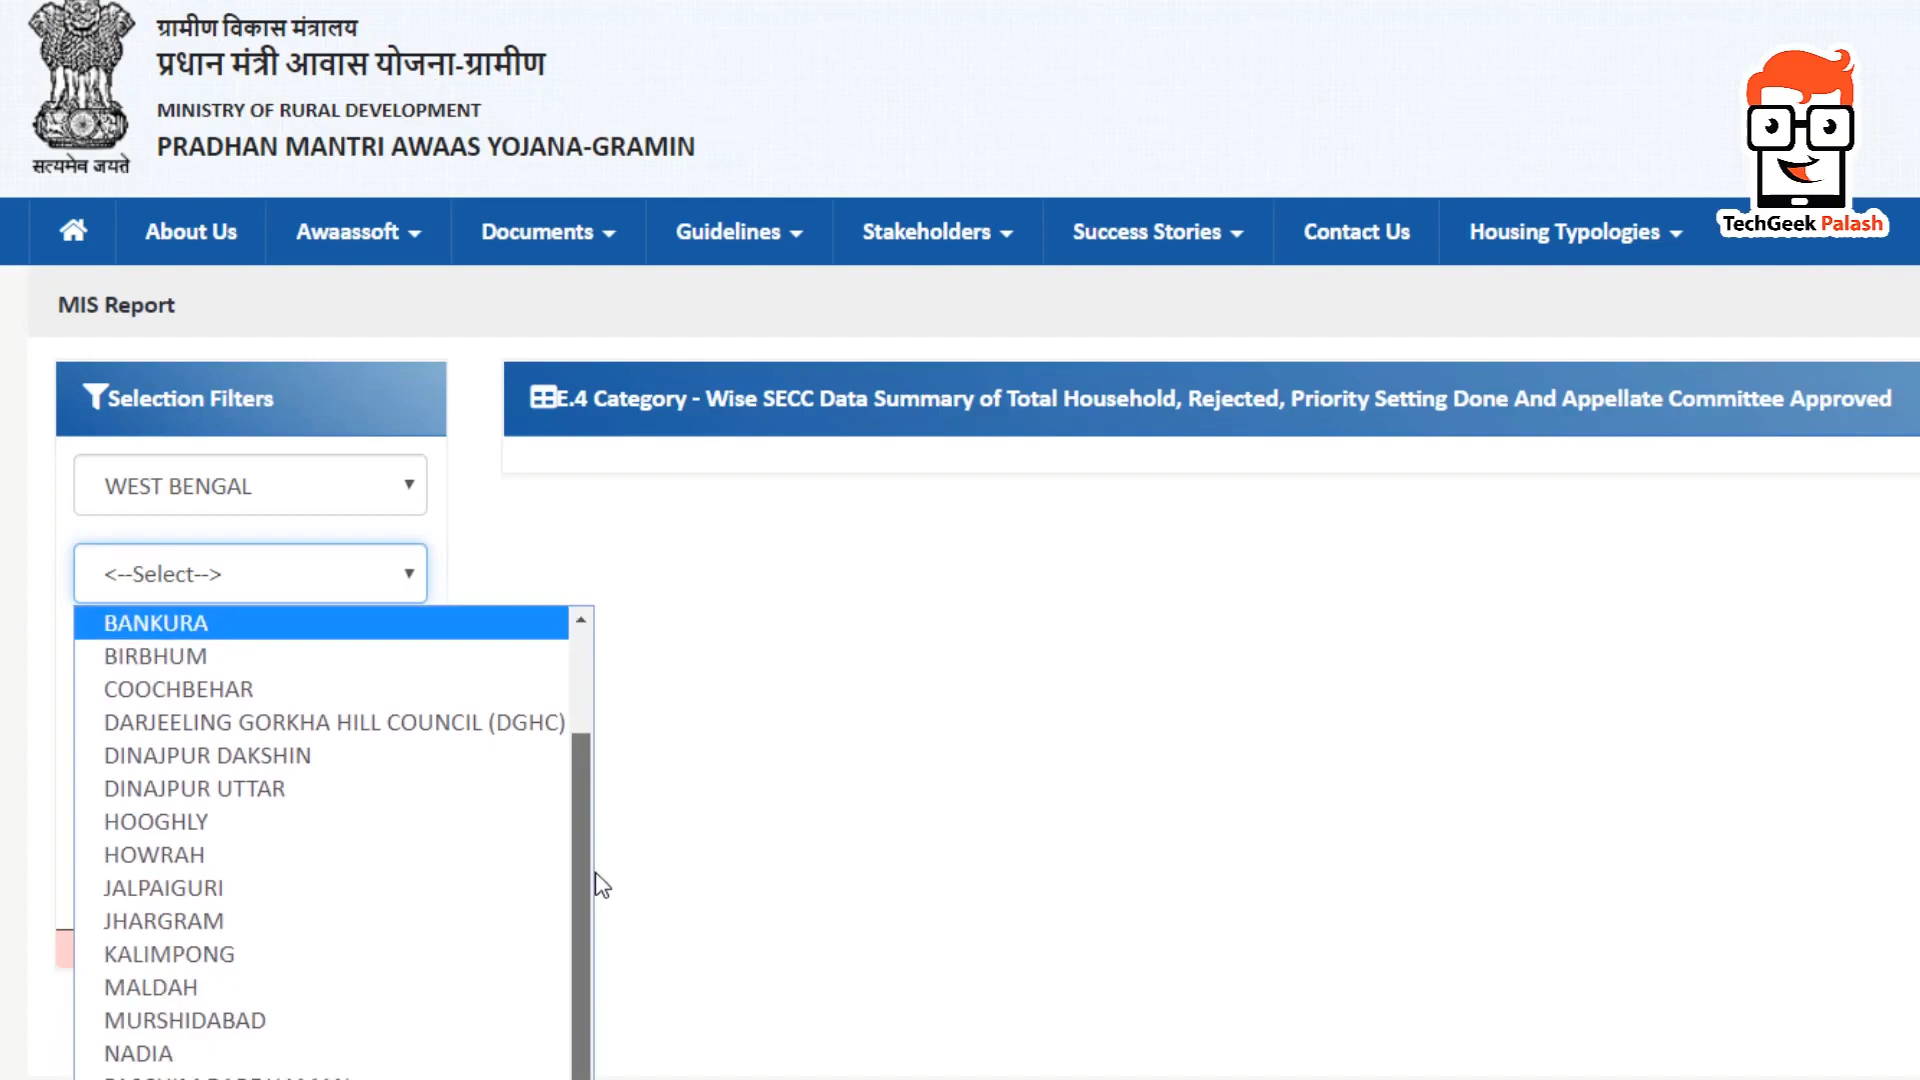 ग्रामीण विकास मंत्रालय
प्रधान मंत्री आवास योजना-ग्रामीण
MINISTRY OF RURAL DEVELOPMENT
PRADHAN MANTRI AWAAS YOJANA-GRAMIN
सत्यमेव जयते
TechGeek Palash
About Us Awaassoft Documents Guidelines Stakeholders Success Stories Contact Us Housing Typologies
MIS Report
Selection Filters
E.4 Category - Wise SECC Data Summary of Total Household, Rejected, Priority Setting Done And Appellate Committee Approved
WEST BENGAL
<--Select-->
BANKURA
BIRBHUM
COOCHBEHAR
DARJEELING GORKHA HILL COUNCIL (DGHC)
DINAJPUR DAKSHIN
DINAJPUR UTTAR
HOOGHLY
HOWRAH
JALPAIGURI
JHARGRAM
KALIMPONG
MALDAH
MURSHIDABAD
NADIA